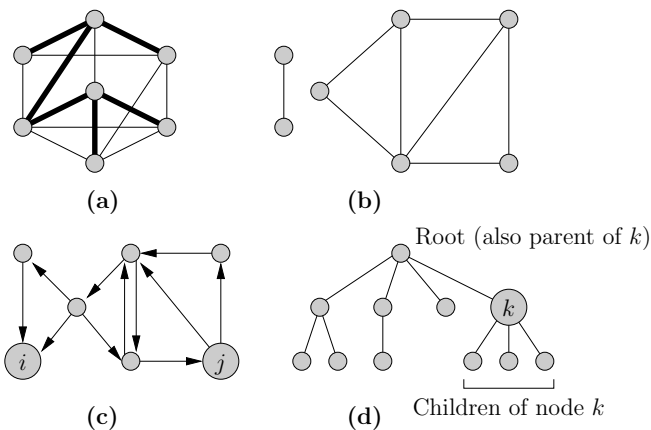 (a)
(b)
Root (also parent of k)
k
i
j
(c)
(d)
Children of node k